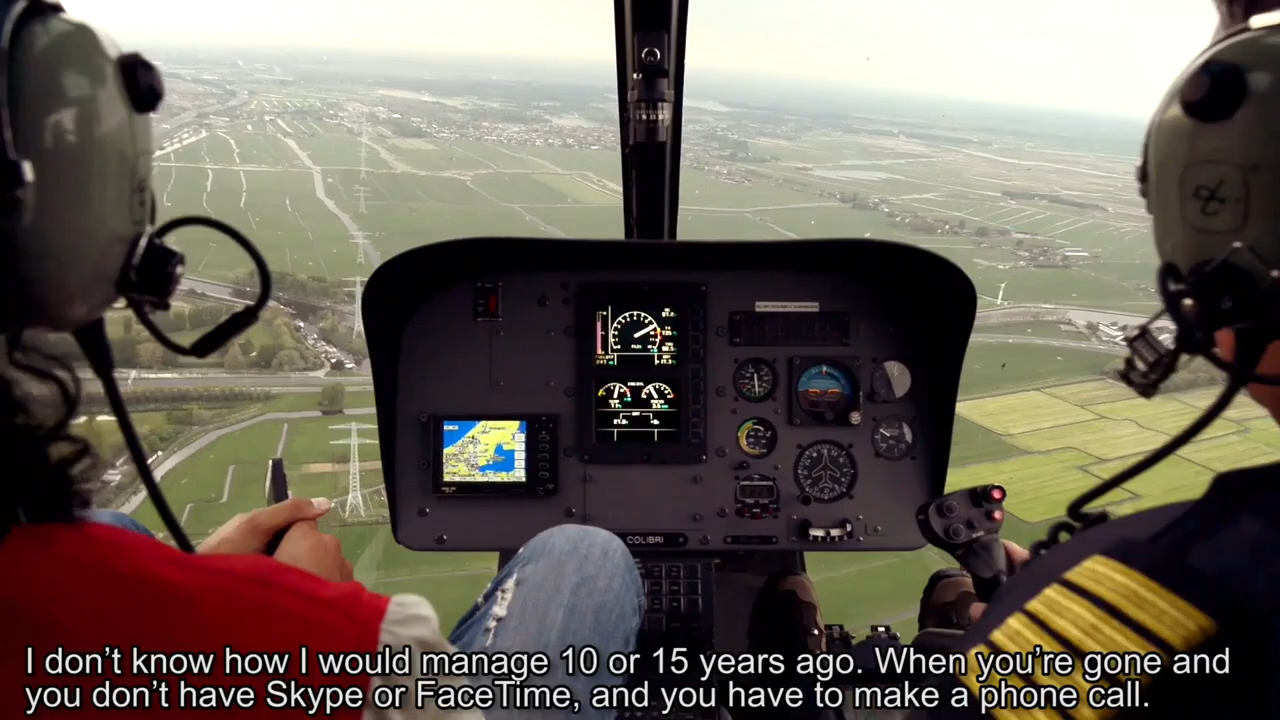 COLIBRI
I don't know how I would manage 10 or 15 years ago. When you're gone and
you don't have Skype or FaceTime, and you have to make a phone call.